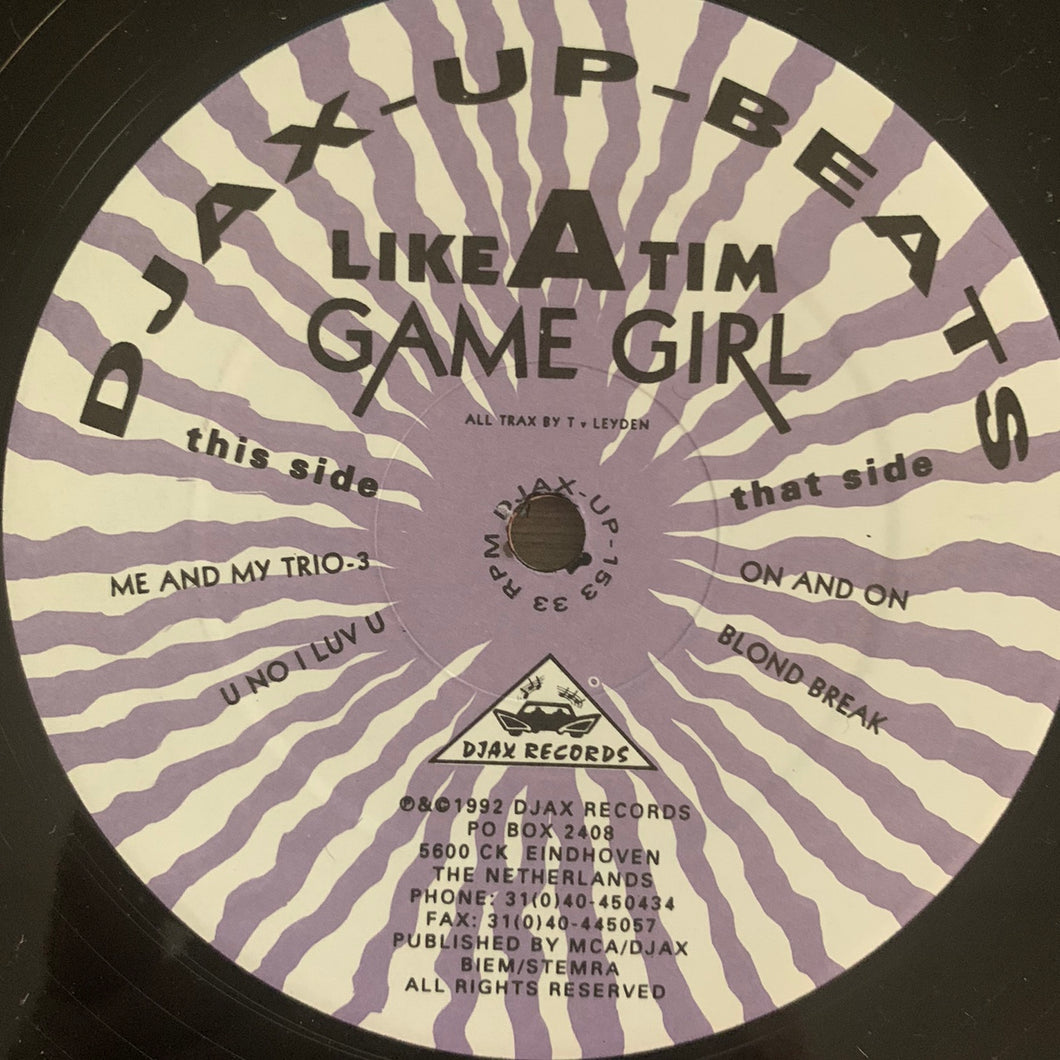 DJAX-UP-BEATS
LIKE A TIM
GAME GIRL
ALL TRAX BY T v LEYDEN
this side
that side
DJAX-UP-153 33 RPM
ME AND MY TRIO-3
ON AND ON
U NO I LUV U
BLOND BREAK
DJAX RECORDS
℗&©1992 DJAX RECORDS
PO BOX 2408
5600 CK EINDHOVEN
THE NETHERLANDS
PHONE: 31(0)40-450434
FAX: 31(0)40-445057
PUBLISHED BY MCA/DJAX
BIEM/STEMRA
ALL RIGHTS RESERVED